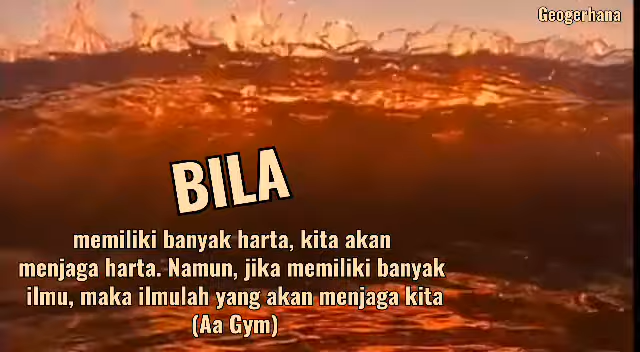 Geogerhana
BILA
memiliki banyak harta, kita akan
menjaga harta. Namun, jika memiliki banyak
ilmu, maka ilmulah yang akan menjaga kita
(Aa Gym)